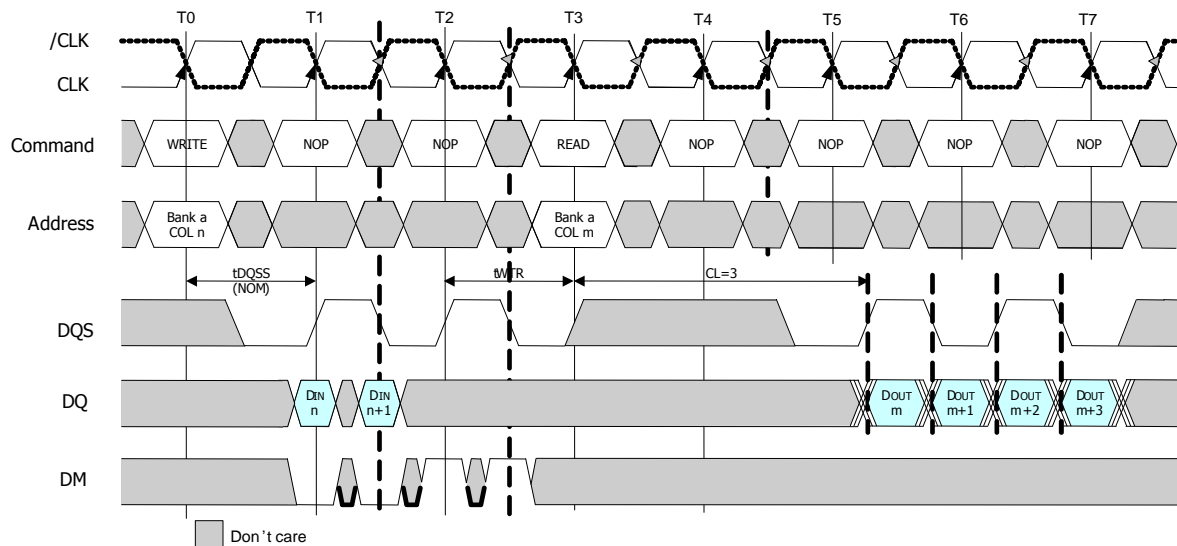 T0 T1 T2 T3 T4 T5 T6 T7
/CLK
CLK
Command WRITE NOP NOP READ NOP NOP NOP NOP
Address Bank a COL n Bank a COL m
tDQSS (NOM) tWTR CL=3
DQS
DQ DIN n DIN n+1 DOUT m DOUT m+1 DOUT m+2 DOUT m+3
DM
Don't care